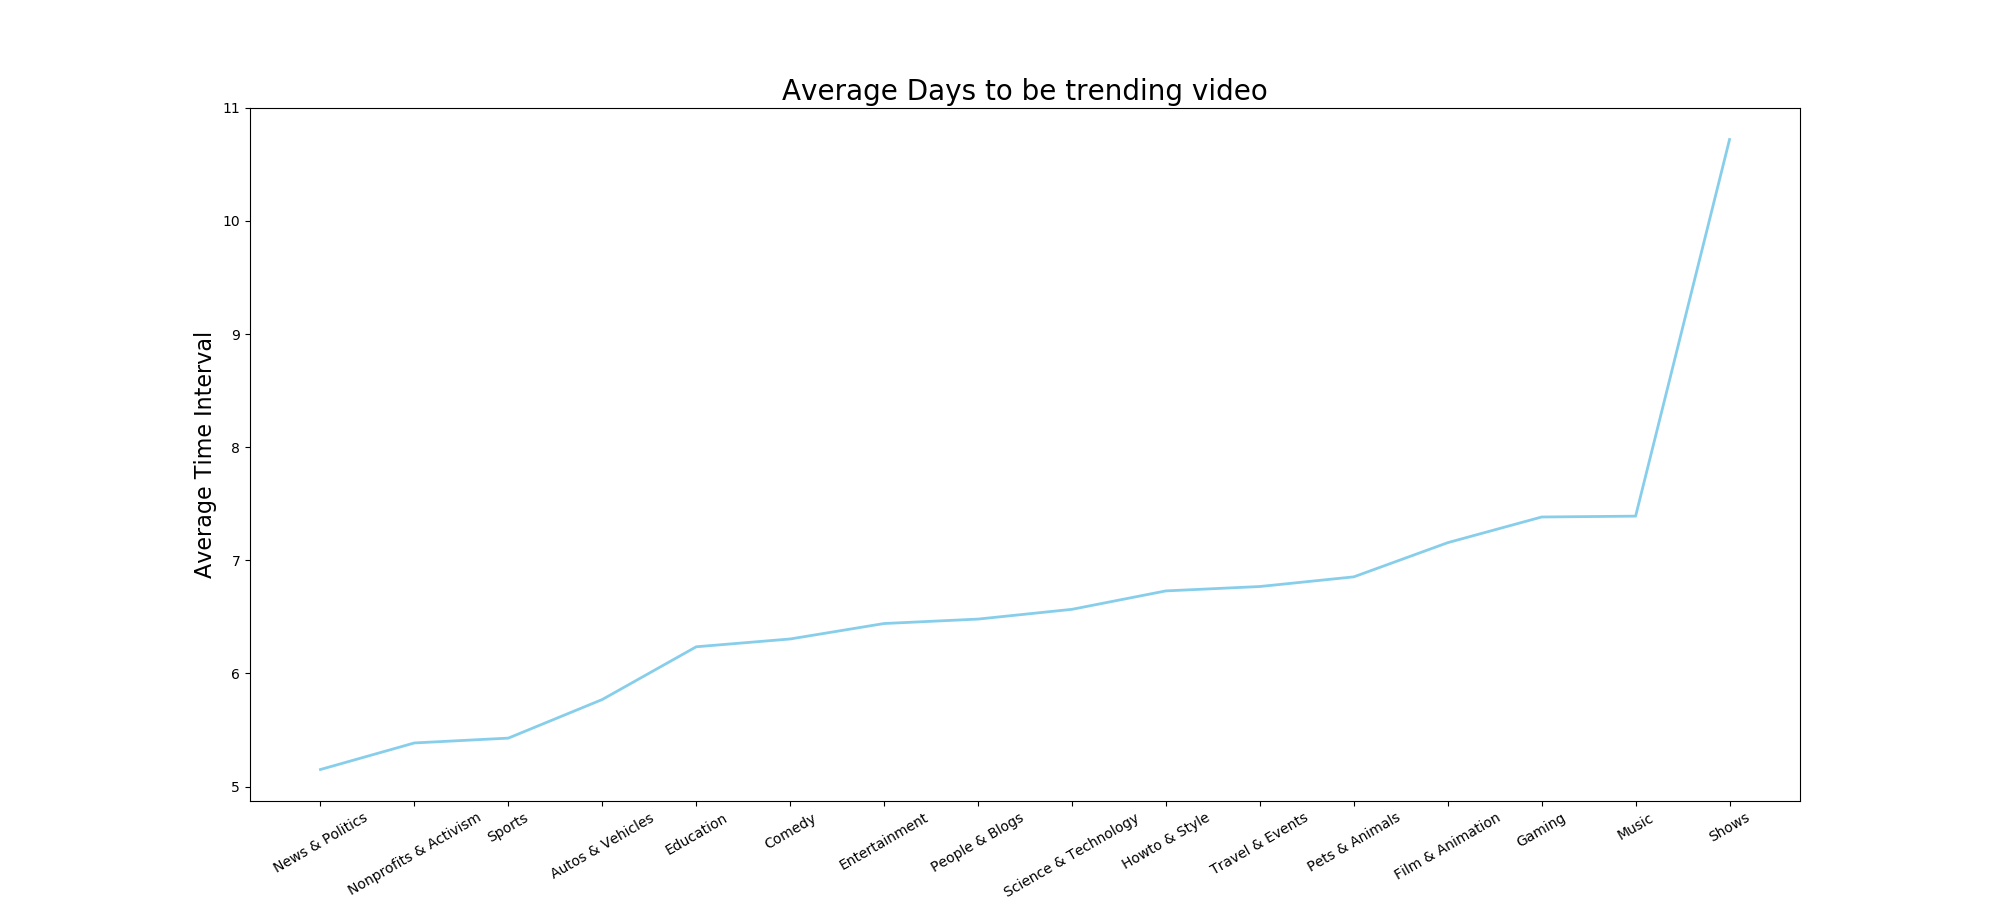 Average Days to be trending video
Average Time Interval
11
10
9
8
7
6
5
News & Politics
Nonprofits & Activism
Sports
Autos & Vehicles
Education
Comedy
Entertainment
People & Blogs
Science & Technology
Howto & Style
Travel & Events
Pets & Animals
Film & Animation
Gaming
Music
Shows